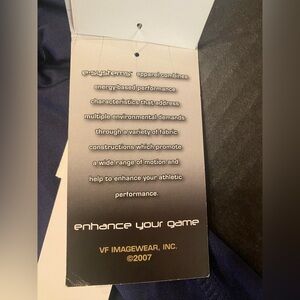 e-systems™ apparel combines
energy-based performance
characteristics that address
multiple environmental demands
through a variety of fabric
constructions which promote
a wide range of motion and
help to enhance your athletic
performance.
enhance your game
VF IMAGEWEAR, INC.
©2007